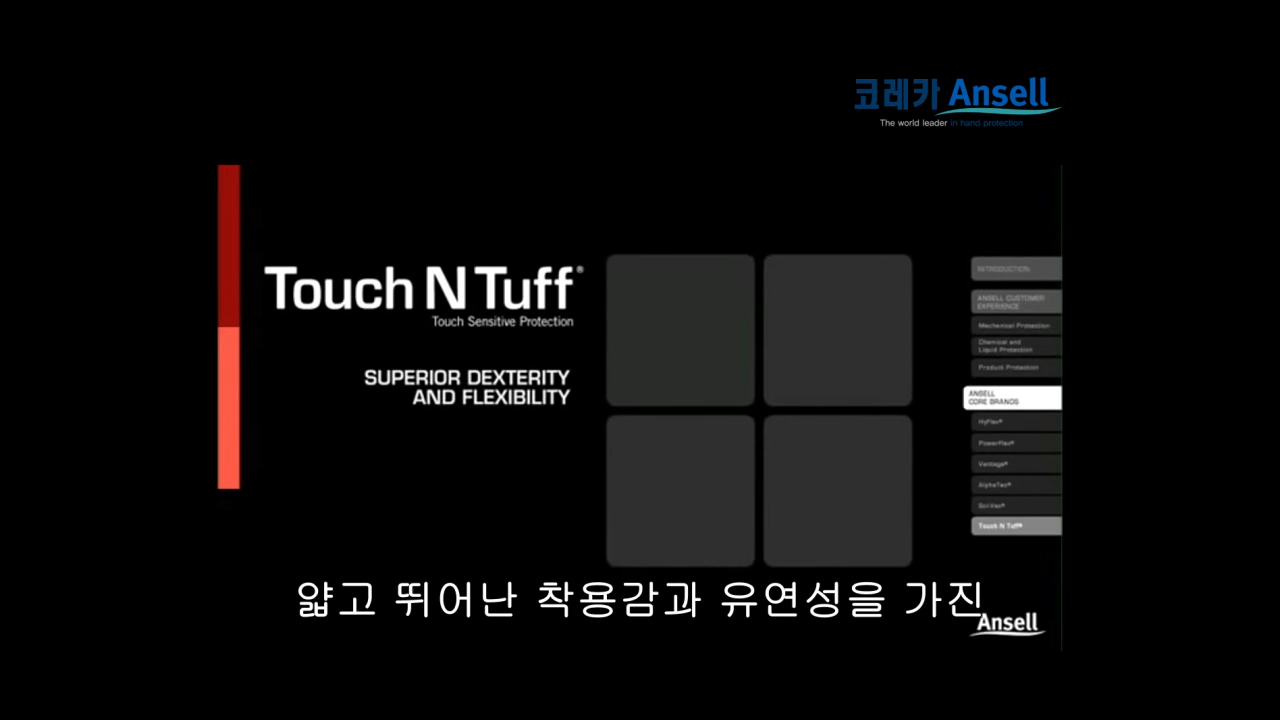 코레카 Ansell
The world leader in hand protection
Touch N Tuff®
Touch Sensitive Protection
SUPERIOR DEXTERITY
AND FLEXIBILITY
INTRODUCTION
ANSELL CUSTOMER
EXPERIENCE
Mechanical Protection
Chemical and
Liquid Protection
Product Protection
ANSELL
CORE BRANDS
HyFlex®
PowerFlex®
Vantage®
AlphaTec®
Sol-Vex®
Touch N Tuff®
얇고 뛰어난 착용감과 유연성을 가진
Ansell